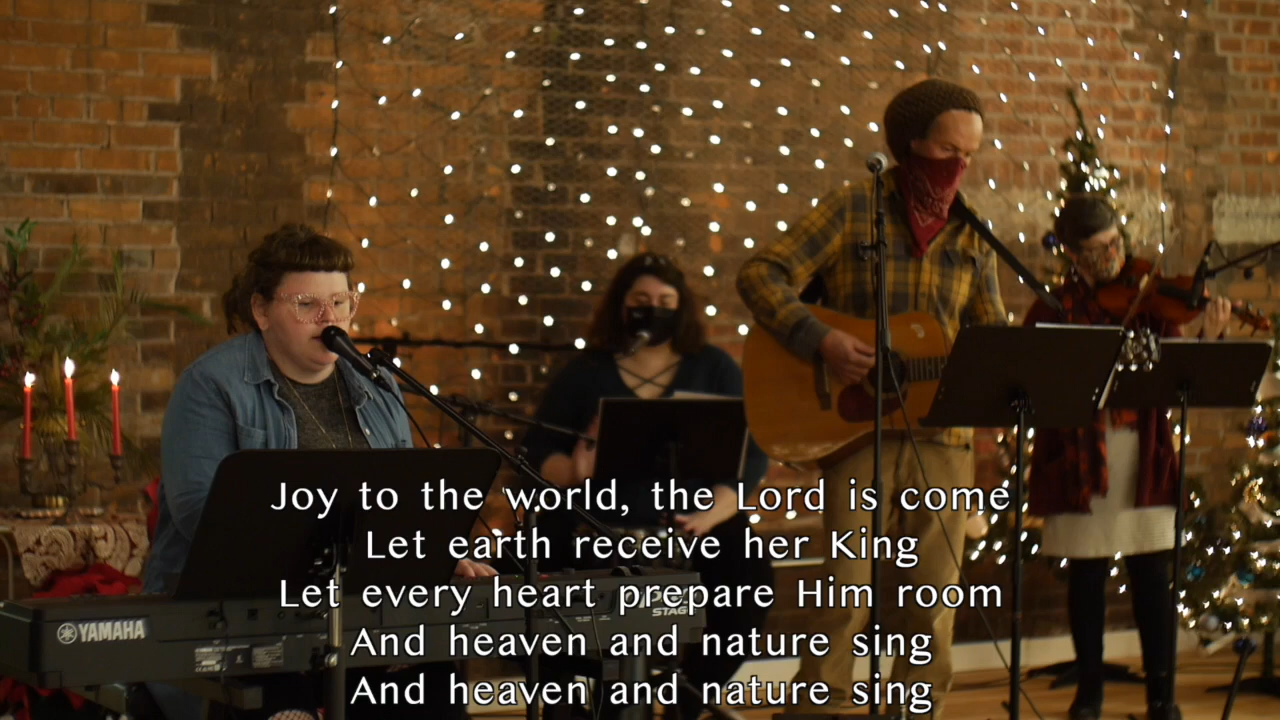 Joy to the world, the Lord is come
Let earth receive her King
Let every heart prepare Him room
And heaven and nature sing
And heaven and nature sing
YAMAHA
STAGE